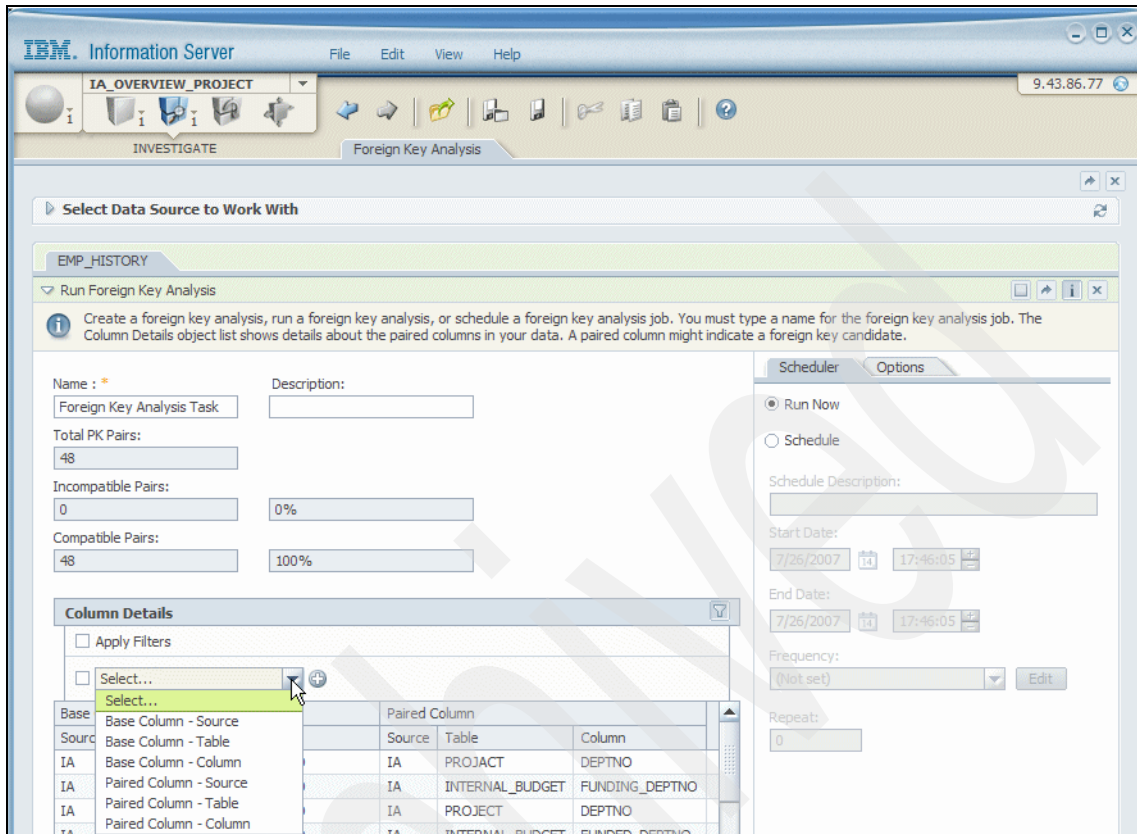 IBM. Information Server File Edit View Help
IA_OVERVIEW_PROJECT
9.43.86.77
INVESTIGATE
Foreign Key Analysis
Select Data Source to Work With
EMP_HISTORY
Run Foreign Key Analysis
Create a foreign key analysis, run a foreign key analysis, or schedule a foreign key analysis job. You must type a name for the foreign key analysis job. The
Column Details object list shows details about the paired columns in your data. A paired column might indicate a foreign key candidate.
Name : * Description:
Foreign Key Analysis Task
Total PK Pairs:
48
Incompatible Pairs:
0 0%
Compatible Pairs:
48 100%
Column Details
Apply Filters
Select...
Select...
Base Column - Source
Base Column - Table
Base Column - Column
Paired Column - Source
Paired Column - Table
Paired Column - Column
Base Paired Column
Source Table Column
IA IA PROJACT DEPTNO
IA IA INTERNAL_BUDGET FUNDING_DEPTNO
IA IA PROJECT DEPTNO
IA IA INTERNAL_BUDGET FUNDED_DEPTNO
Scheduler Options
Run Now
Schedule
Schedule Description:
Start Date:
7/26/2007 14 17:46:05
End Date:
7/26/2007 14 17:46:05
Frequency:
(Not set) Edit
Repeat:
0